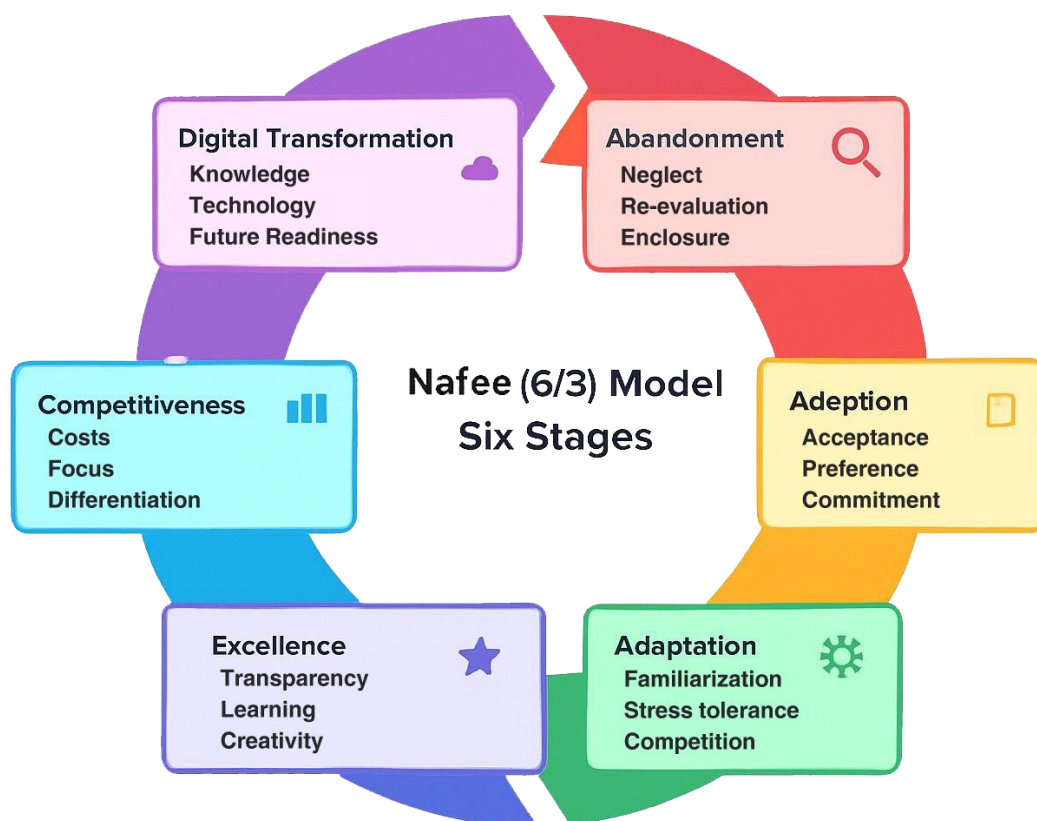 Nafee (6/3) Model
Six Stages
Abandonment
Neglect
Re-evaluation
Enclosure
Adeption
Acceptance
Preference
Commitment
Adaptation
Familiarization
Stress tolerance
Competition
Excellence
Transparency
Learning
Creativity
Competitiveness
Costs
Focus
Differentiation
Digital Transformation
Knowledge
Technology
Future Readiness